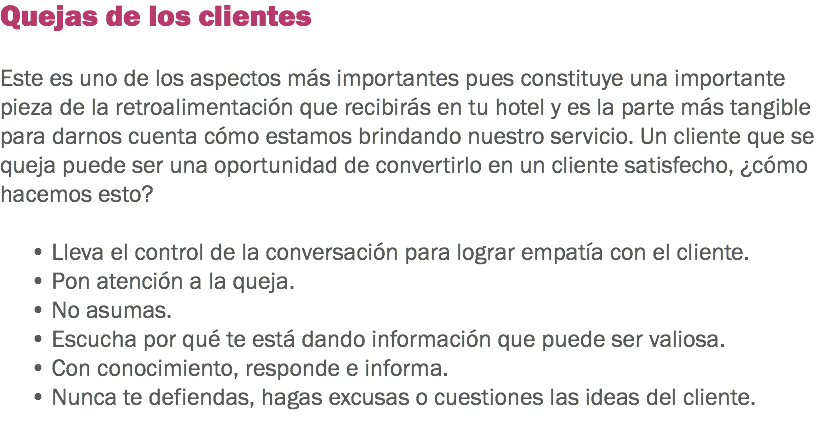 Quejas de los clientes
Este es uno de los aspectos más importantes pues constituye una importante
pieza de la retroalimentación que recibirás en tu hotel y es la parte más tangible
para darnos cuenta cómo estamos brindando nuestro servicio. Un cliente que se
queja puede ser una oportunidad de convertirlo en un cliente satisfecho, ¿cómo
hacemos esto?
• Lleva el control de la conversación para lograr empatía con el cliente.
• Pon atención a la queja.
• No asumas.
• Escucha por qué te está dando información que puede ser valiosa.
• Con conocimiento, responde e informa.
• Nunca te defiendas, hagas excusas o cuestiones las ideas del cliente.